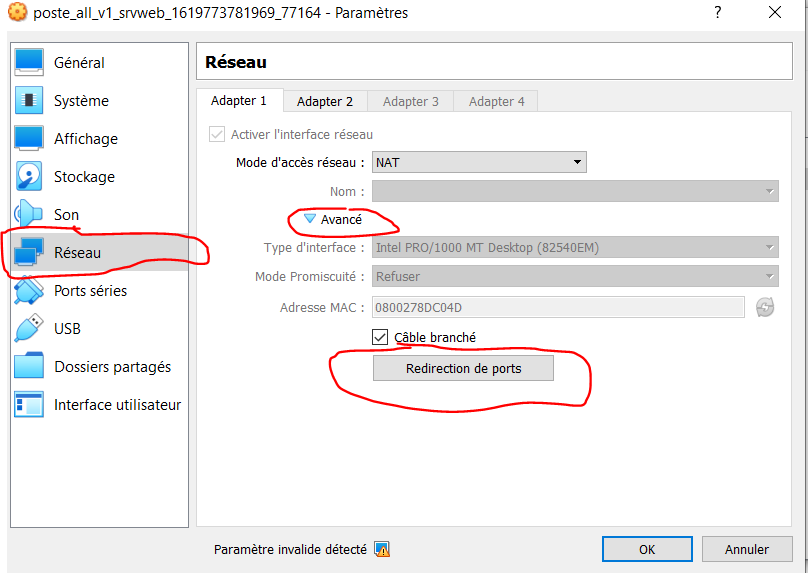 poste_all_v1_srvweb_1619773781969_77164 - Paramètres ?
Général
Système
Affichage
Stockage
Son
Réseau
Ports séries
USB
Dossiers partagés
Interface utilisateur
Réseau
Adapter 1 Adapter 2 Adapter 3 Adapter 4
Activer l'interface réseau
Mode d'accès réseau : NAT
Nom :
Avancé
Type d'interface : Intel PRO/1000 MT Desktop (82540EM)
Mode Promiscuité : Refuser
Adresse MAC : 0800278DC04D
Câble branché
Redirection de ports
Paramètre invalide détecté
OK Annuler